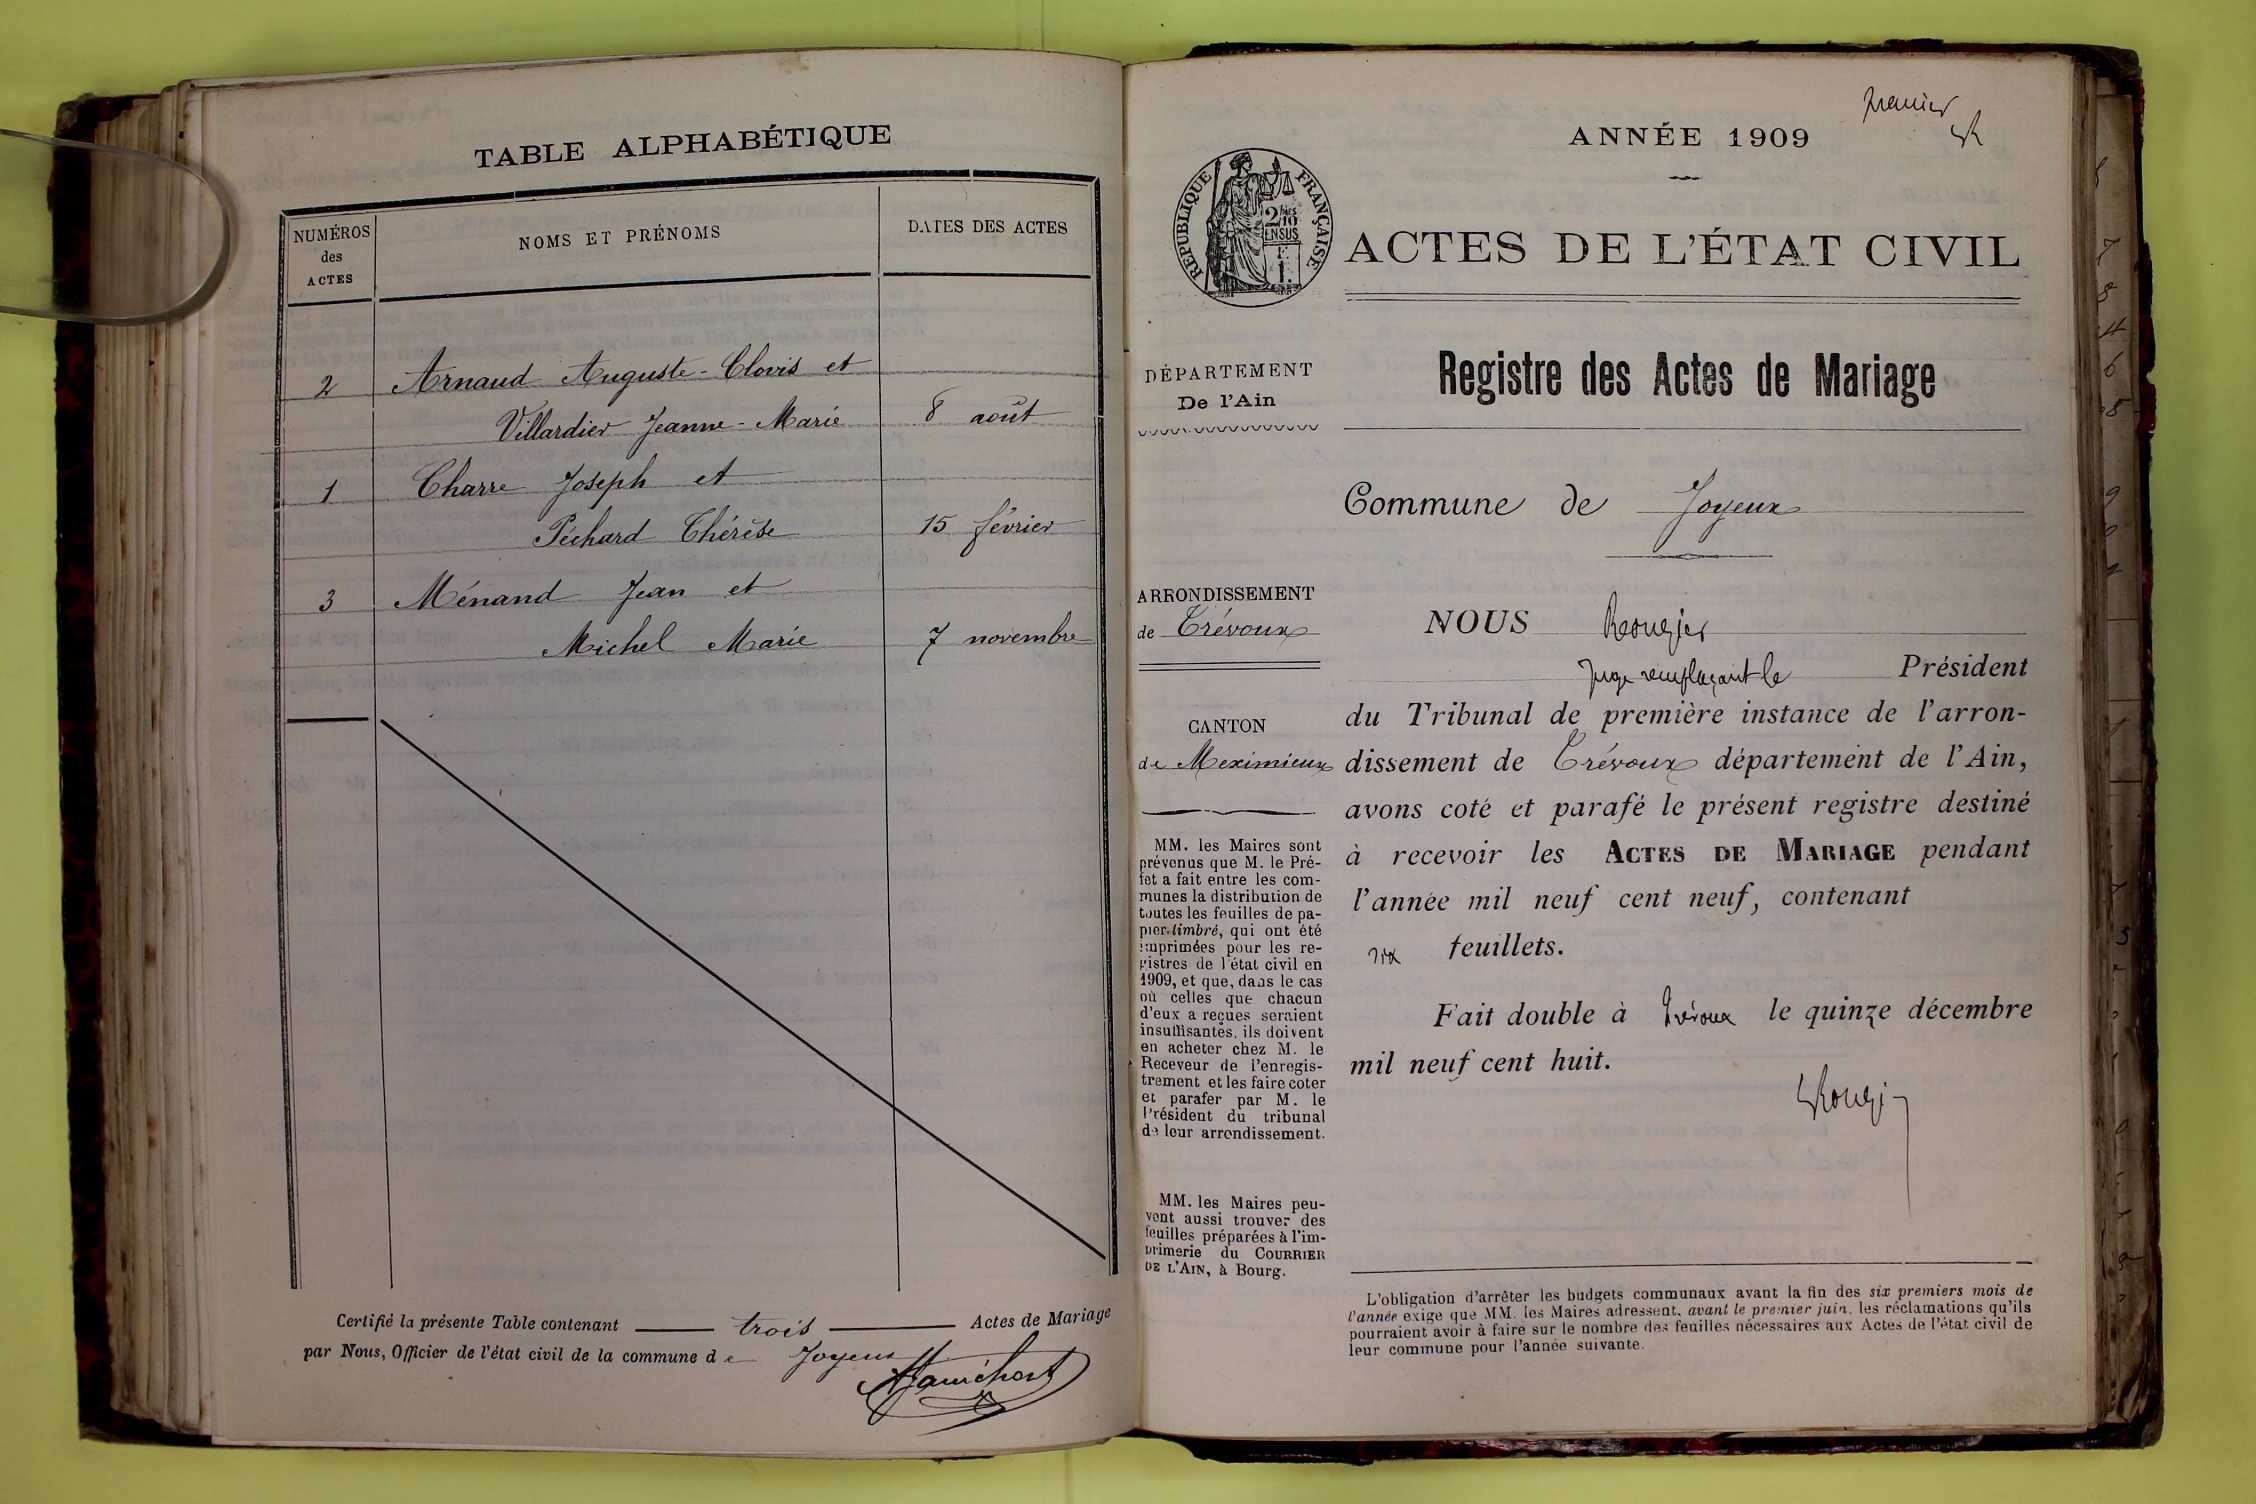 TABLE ALPHABÉTIQUE
NUMÉROS
des
ACTES
NOMS ET PRÉNOMS
DATES DES ACTES
2 Arnaud Auguste-Clovis et
Villardier Jeanne-Marie 8 août
1 Charre Joseph et
Péchard Thérèse 15 février
3 Ménand Jean et
Michel Marie 7 novembre
Certifié la présente Table contenant trois Actes de Mariage
par Nous, Officier de l'état civil de la commune de Joyeux
premier
ANNÉE 1909
RÉPUBLIQUE FRANÇAISE
ACTES DE L'ÉTAT CIVIL
DÉPARTEMENT
De l'Ain
Registre des Actes de Mariage
Commune de Joyeux
ARRONDISSEMENT
de Trévoux
CANTON
de Meximieux
MM. les Maires sont
prévenus que M. le Pré-
fet a fait entre les com-
munes la distribution de
toutes les feuilles de pa-
pier timbré, qui ont été
imprimées pour les re-
gistres de l'état civil en
1909, et que, dans le cas
où celles que chacun
d'eux a reçues seraient
insuffisantes, ils doivent
en acheter chez M. le
Receveur de l'enregis-
trement et les faire coter
et parafer par M. le
Président du tribunal
de leur arrondissement.
MM. les Maires peu-
vent aussi trouver des
feuilles préparées à l'im-
primerie du COURRIER
DE L'AIN, à Bourg.
NOUS Rougier
Juge remplaçant le Président
du Tribunal de première instance de l'arron-
dissement de Trévoux département de l'Ain,
avons coté et parafé le présent registre destiné
à recevoir les ACTES DE MARIAGE pendant
l'année mil neuf cent neuf, contenant
six feuillets.
Fait double à Trévoux le quinze décembre
mil neuf cent huit.
Rougier
L'obligation d'arrêter les budgets communaux avant la fin des six premiers mois de
l'année exige que MM. les Maires adressent, avant le premier juin, les réclamations qu'ils
pourraient avoir à faire sur le nombre des feuilles nécessaires aux Actes de l'état civil de
leur commune pour l'année suivante.